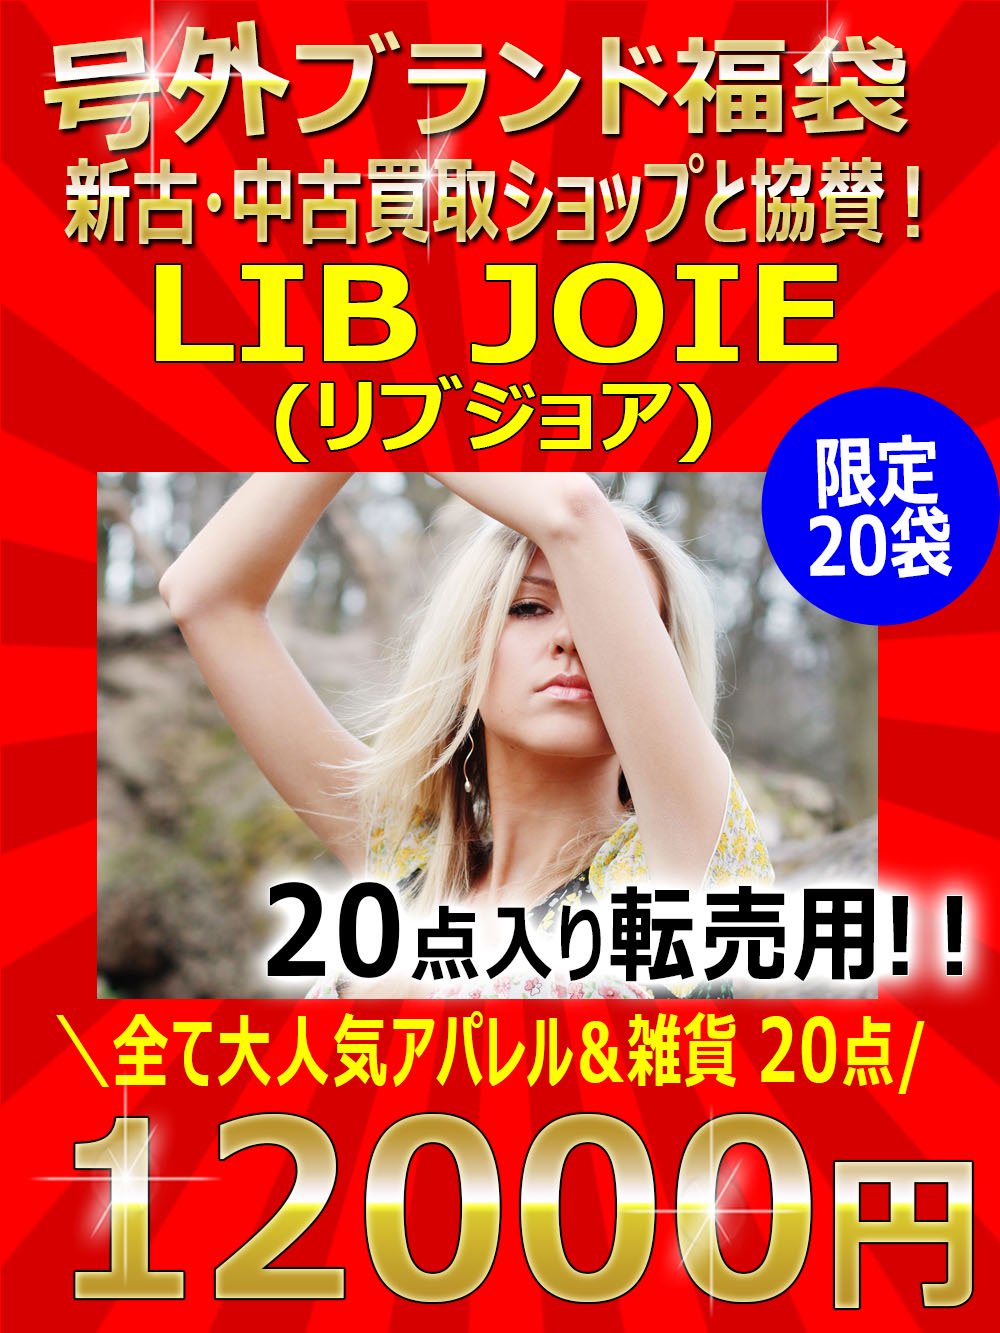 号外ブランド福袋
新古・中古買取ショップと協賛！
LIB JOIE
(リブジョア)
限定
20袋
20点入り転売用!!
＼全て大人気アパレル＆雑貨 20点/
12000円